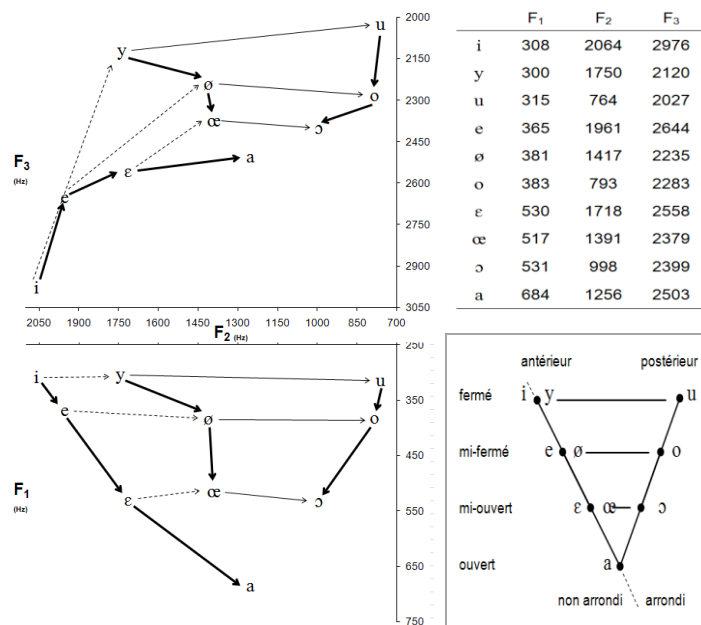 2000
2150
2300
2450
2600
2750
2900
3050
F3
(Hz)
y
u
ø
o
œ
ɔ
a
ɛ
e
i
2050 1900 1750 1600 1450 1300 1150 1000 850 700
F2 (Hz)
250
350
450
550
650
750
F1
(Hz)
i y u
e ø o
ɛ œ ɔ
a
F1 F2 F3
i 308 2064 2976
y 300 1750 2120
u 315 764 2027
e 365 1961 2644
ø 381 1417 2235
o 383 793 2283
ɛ 530 1718 2558
œ 517 1391 2379
ɔ 531 998 2399
a 684 1256 2503
antérieur postérieur
fermé i y u
mi-fermé e ø o
mi-ouvert ɛ œ ɔ
ouvert a
non arrondi arrondi